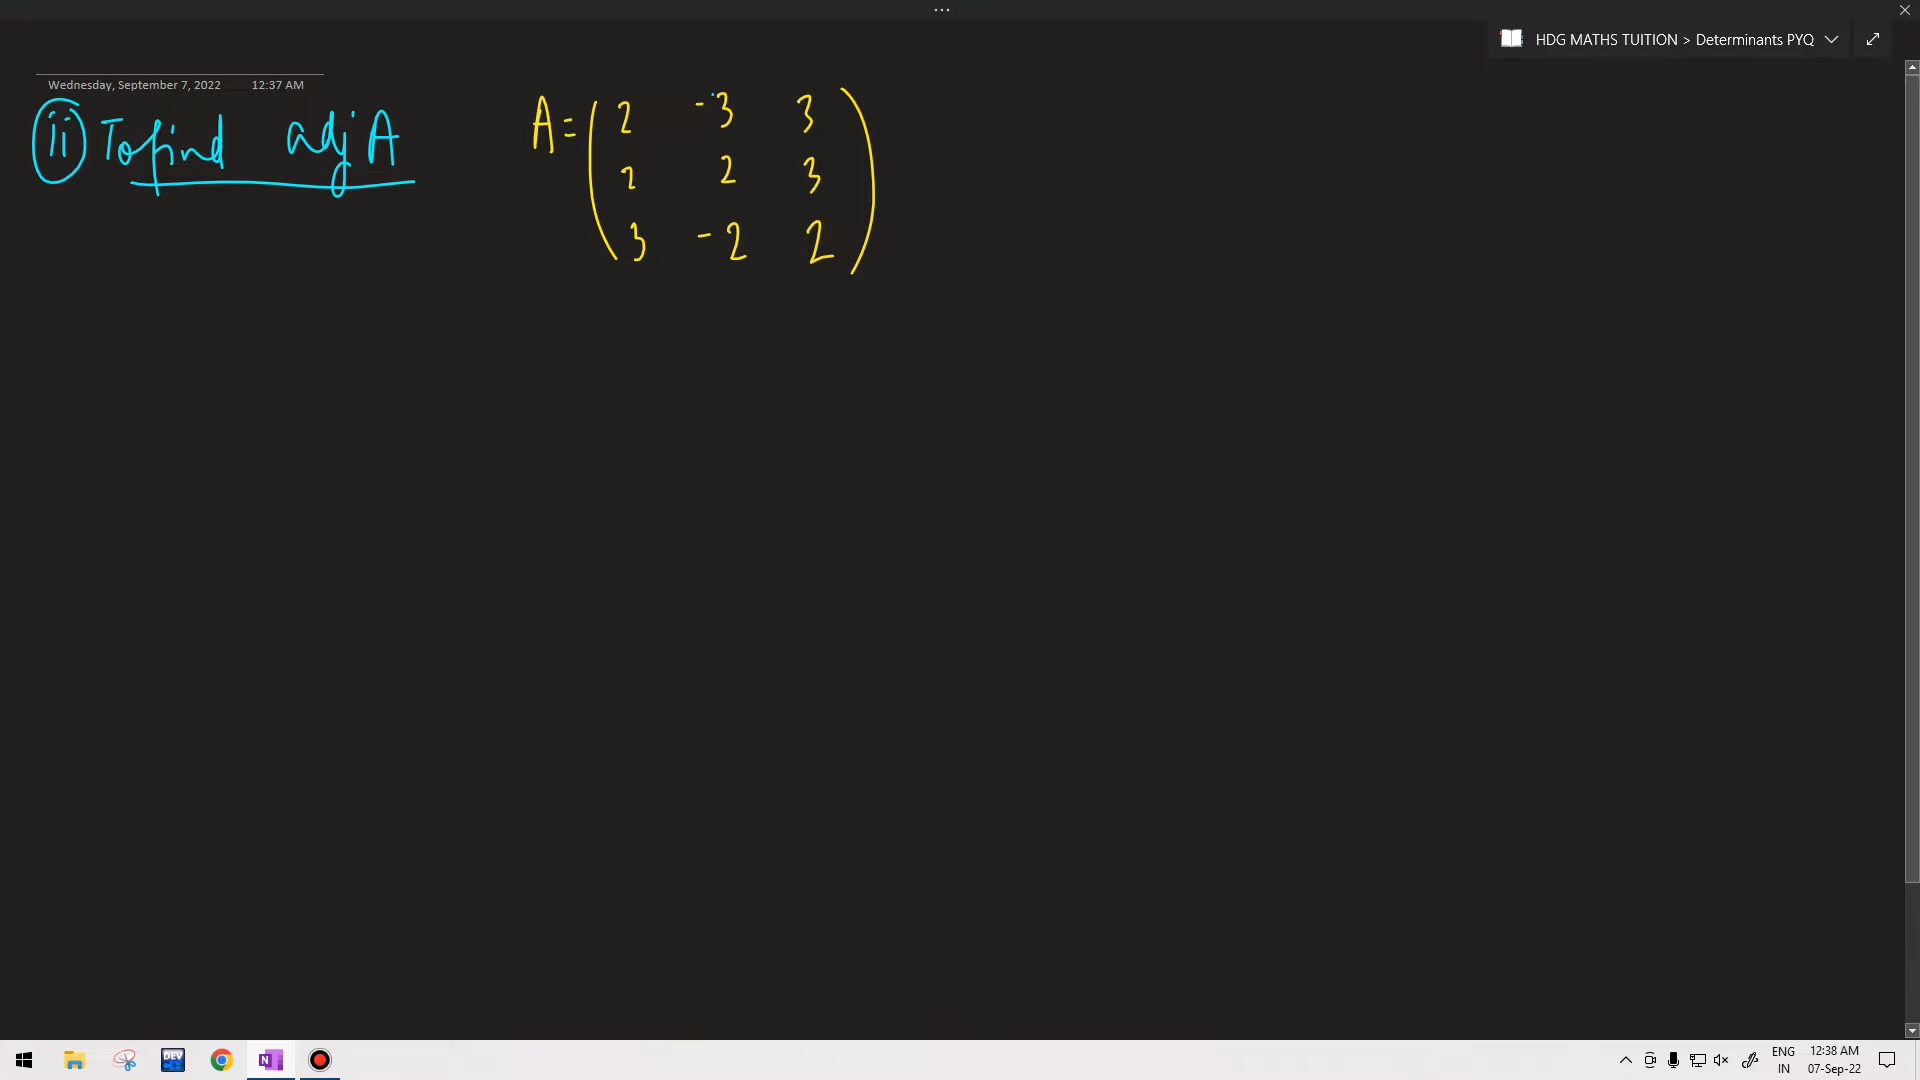 HDG MATHS TUITION > Determinants PYQ
Wednesday, September 7, 2022 12:37 AM
ii To find adj A
A = ( 2 -3 3
2 2 3
3 -2 2 )
DEV
N
ENG 12:38 AM
IN 07-Sep-22